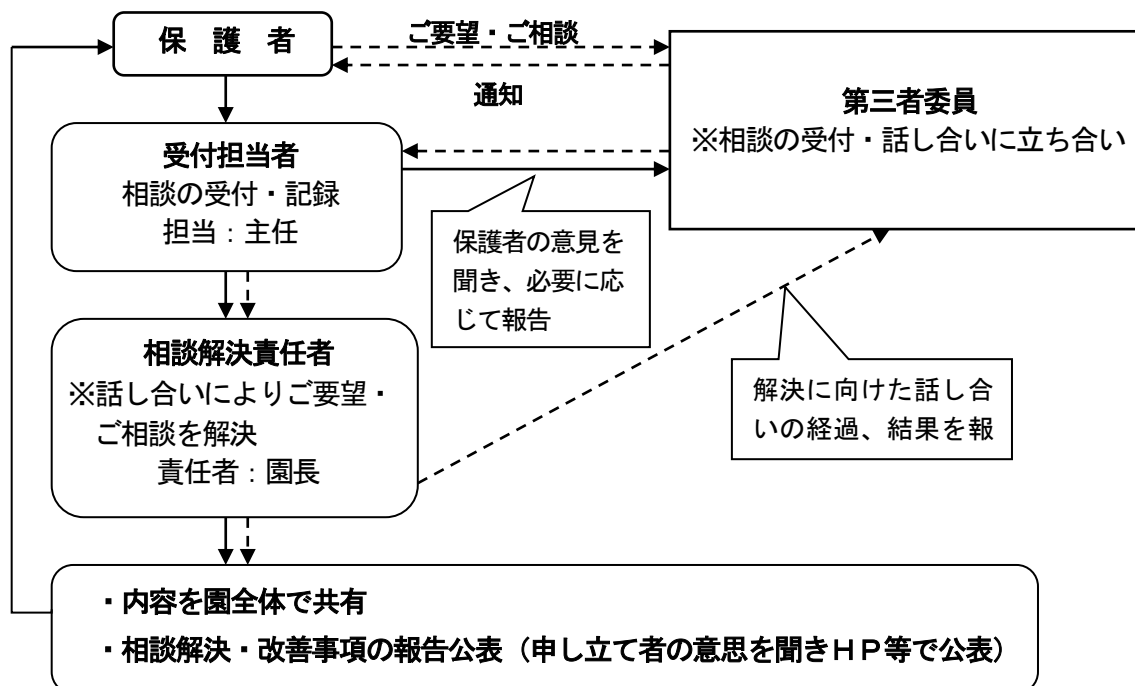 保　護　者
ご要望・ご相談
通知
第三者委員
※相談の受付・話し合いに立ち合い
受付担当者
相談の受付・記録
担当：主任
保護者の意見を
聞き、必要に応
じて報告
相談解決責任者
※話し合いによりご要望・
ご相談を解決
責任者：園長
解決に向けた話し合
いの経過、結果を報
・内容を園全体で共有
・相談解決・改善事項の報告公表（申し立て者の意思を聞きＨＰ等で公表）